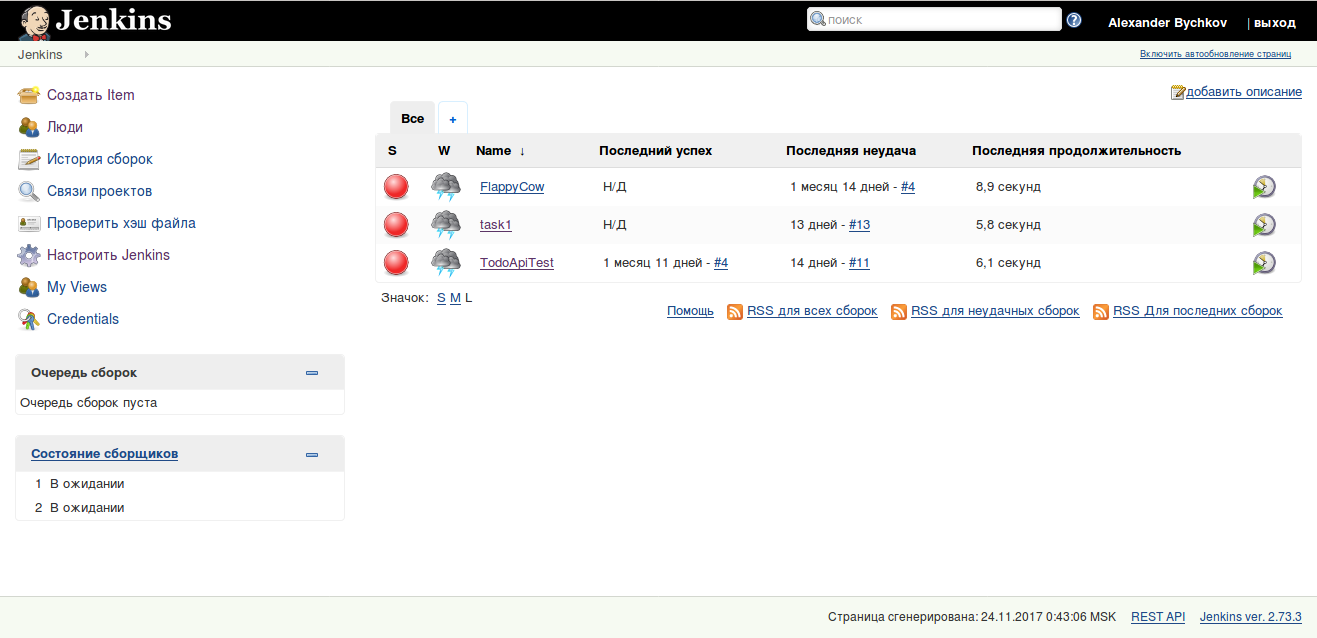 Jenkins
поиск
Alexander Bychkov | выход
Jenkins
Включить автообновление страниц
Создать Item
Люди
История сборок
Связи проектов
Проверить хэш файла
Настроить Jenkins
My Views
Credentials
Очередь сборок
Очередь сборок пуста
Состояние сборщиков
1 В ожидании
2 В ожидании
добавить описание
Все +
S W Name ↓ Последний успех Последняя неудача Последняя продолжительность
FlappyCow Н/Д 1 месяц 14 дней - #4 8,9 секунд
task1 Н/Д 13 дней - #13 5,8 секунд
TodoApiTest 1 месяц 11 дней - #4 14 дней - #11 6,1 секунд
Значок: S M L
Помощь RSS для всех сборок RSS для неудачных сборок RSS Для последних сборок
Страница сгенерирована: 24.11.2017 0:43:06 MSK REST API Jenkins ver. 2.73.3